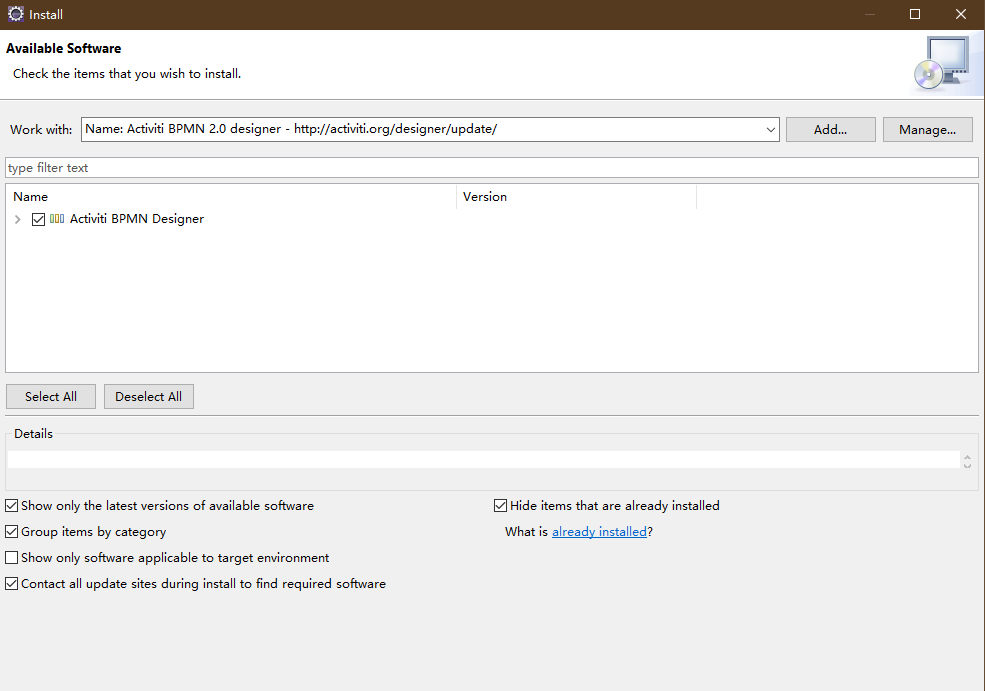 Install
Available Software
Check the items that you wish to install.
Work with: Name: Activiti BPMN 2.0 designer - http://activiti.org/designer/update/ Add... Manage...
type filter text
Name Version
Activiti BPMN Designer
Select All Deselect All
Details
Show only the latest versions of available software Hide items that are already installed
Group items by category What is already installed?
Show only software applicable to target environment
Contact all update sites during install to find required software